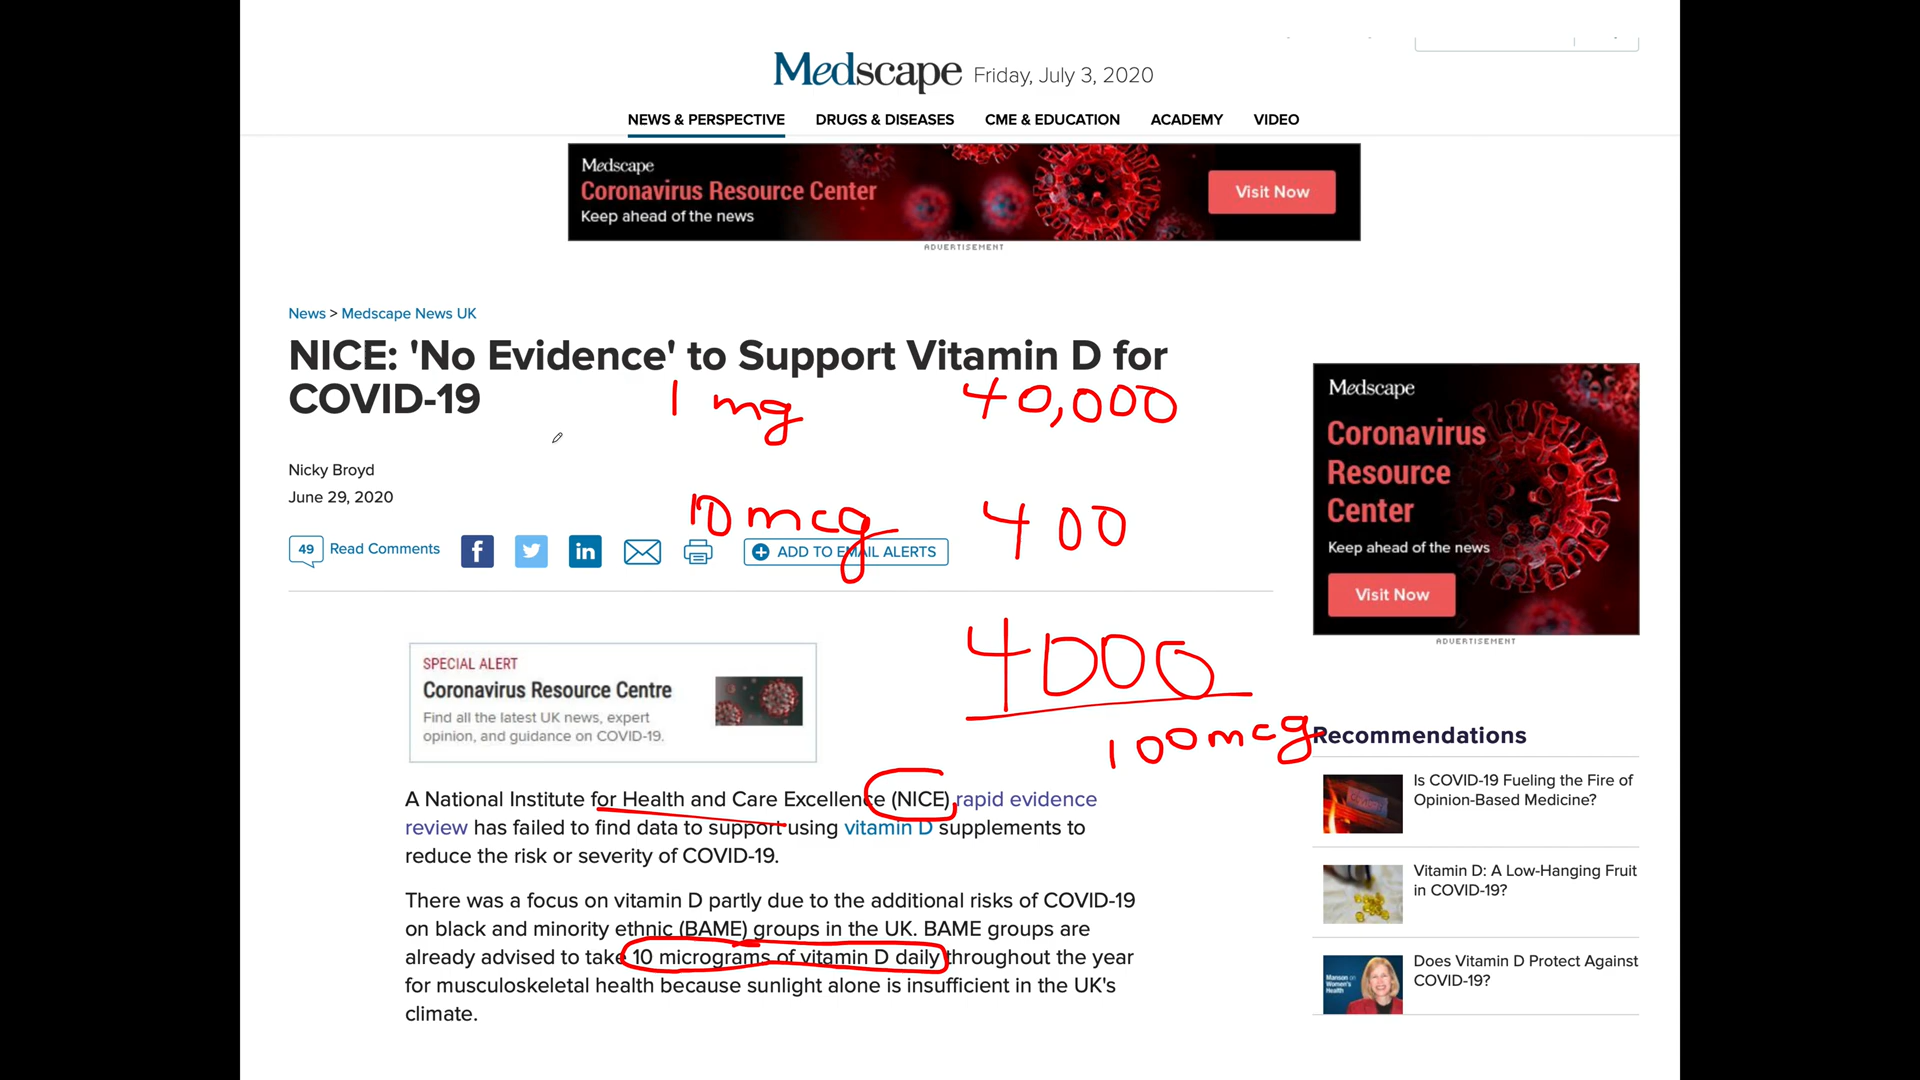 Medscape Friday, July 3, 2020
NEWS & PERSPECTIVE DRUGS & DISEASES CME & EDUCATION ACADEMY VIDEO
Medscape
Coronavirus Resource Center
Keep ahead of the news
Visit Now
ADVERTISEMENT
News > Medscape News UK
NICE: 'No Evidence' to Support Vitamin D for
COVID-19
1 mg 40,000
Nicky Broyd
June 29, 2020
10 mcg 400
49 Read Comments
ADD TO EMAIL ALERTS
4000
100 mcg
SPECIAL ALERT
Coronavirus Resource Centre
Find all the latest UK news, expert
opinion, and guidance on COVID-19.
A National Institute for Health and Care Excellence (NICE) rapid evidence
review has failed to find data to support using vitamin D supplements to
reduce the risk or severity of COVID-19.
There was a focus on vitamin D partly due to the additional risks of COVID-19
on black and minority ethnic (BAME) groups in the UK. BAME groups are
already advised to take 10 micrograms of vitamin D daily throughout the year
for musculoskeletal health because sunlight alone is insufficient in the UK's
climate.
Medscape
Coronavirus
Resource
Center
Keep ahead of the news
Visit Now
ADVERTISEMENT
Recommendations
Is COVID-19 Fueling the Fire of
Opinion-Based Medicine?
Vitamin D: A Low-Hanging Fruit
in COVID-19?
Manson on
Women's
Health
Does Vitamin D Protect Against
COVID-19?